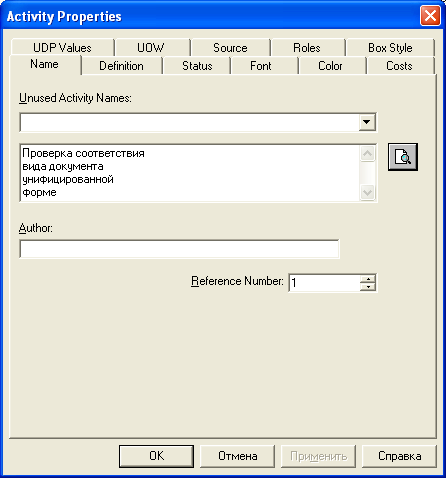 Activity Properties
UDP Values UOW Source Roles Box Style
Name Definition Status Font Color Costs
Unused Activity Names:
Проверка соответствия
вида документа
унифицированной
форме
Author:
Reference Number: 1
OK Отмена Применить Справка